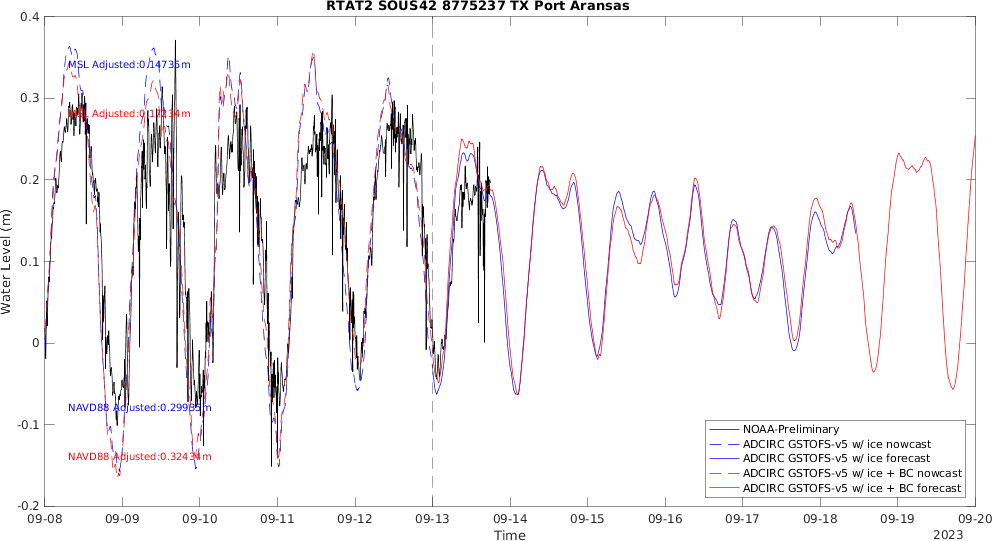 RTAT2 SOUS42 8775237 TX Port Aransas
0.4
0.3
0.2
0.1
0
-0.1
-0.2
Water Level (m)
MSL Adjusted:0.14735m
MSL Adjusted:0.17234m
NAVD88 Adjusted:0.29935m
NAVD88 Adjusted:0.32434m
NOAA-Preliminary
ADCIRC GSTOFS-v5 w/ ice nowcast
ADCIRC GSTOFS-v5 w/ ice forecast
ADCIRC GSTOFS-v5 w/ ice + BC nowcast
ADCIRC GSTOFS-v5 w/ ice + BC forecast
09-08 09-09 09-10 09-11 09-12 09-13 09-14 09-15 09-16 09-17 09-18 09-19 09-20
Time
2023